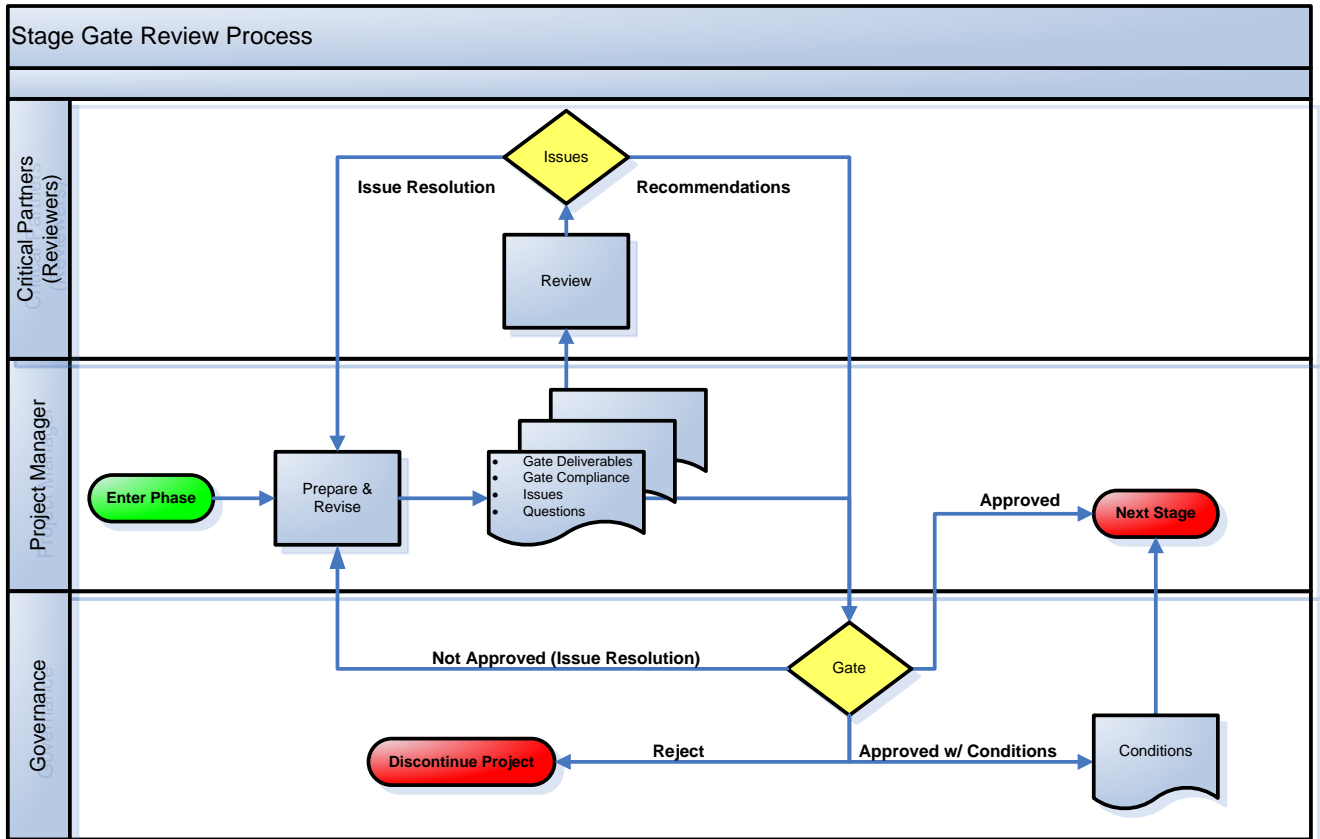 Stage Gate Review Process
Critical Partners
(Reviewers)
Issues
Issue Resolution
Recommendations
Review
Project Manager
Enter Phase
Prepare &
Revise
• Gate Deliverables
• Gate Compliance
• Issues
• Questions
Approved
Next Stage
Governance
Not Approved (Issue Resolution)
Gate
Discontinue Project
Reject
Approved w/ Conditions
Conditions